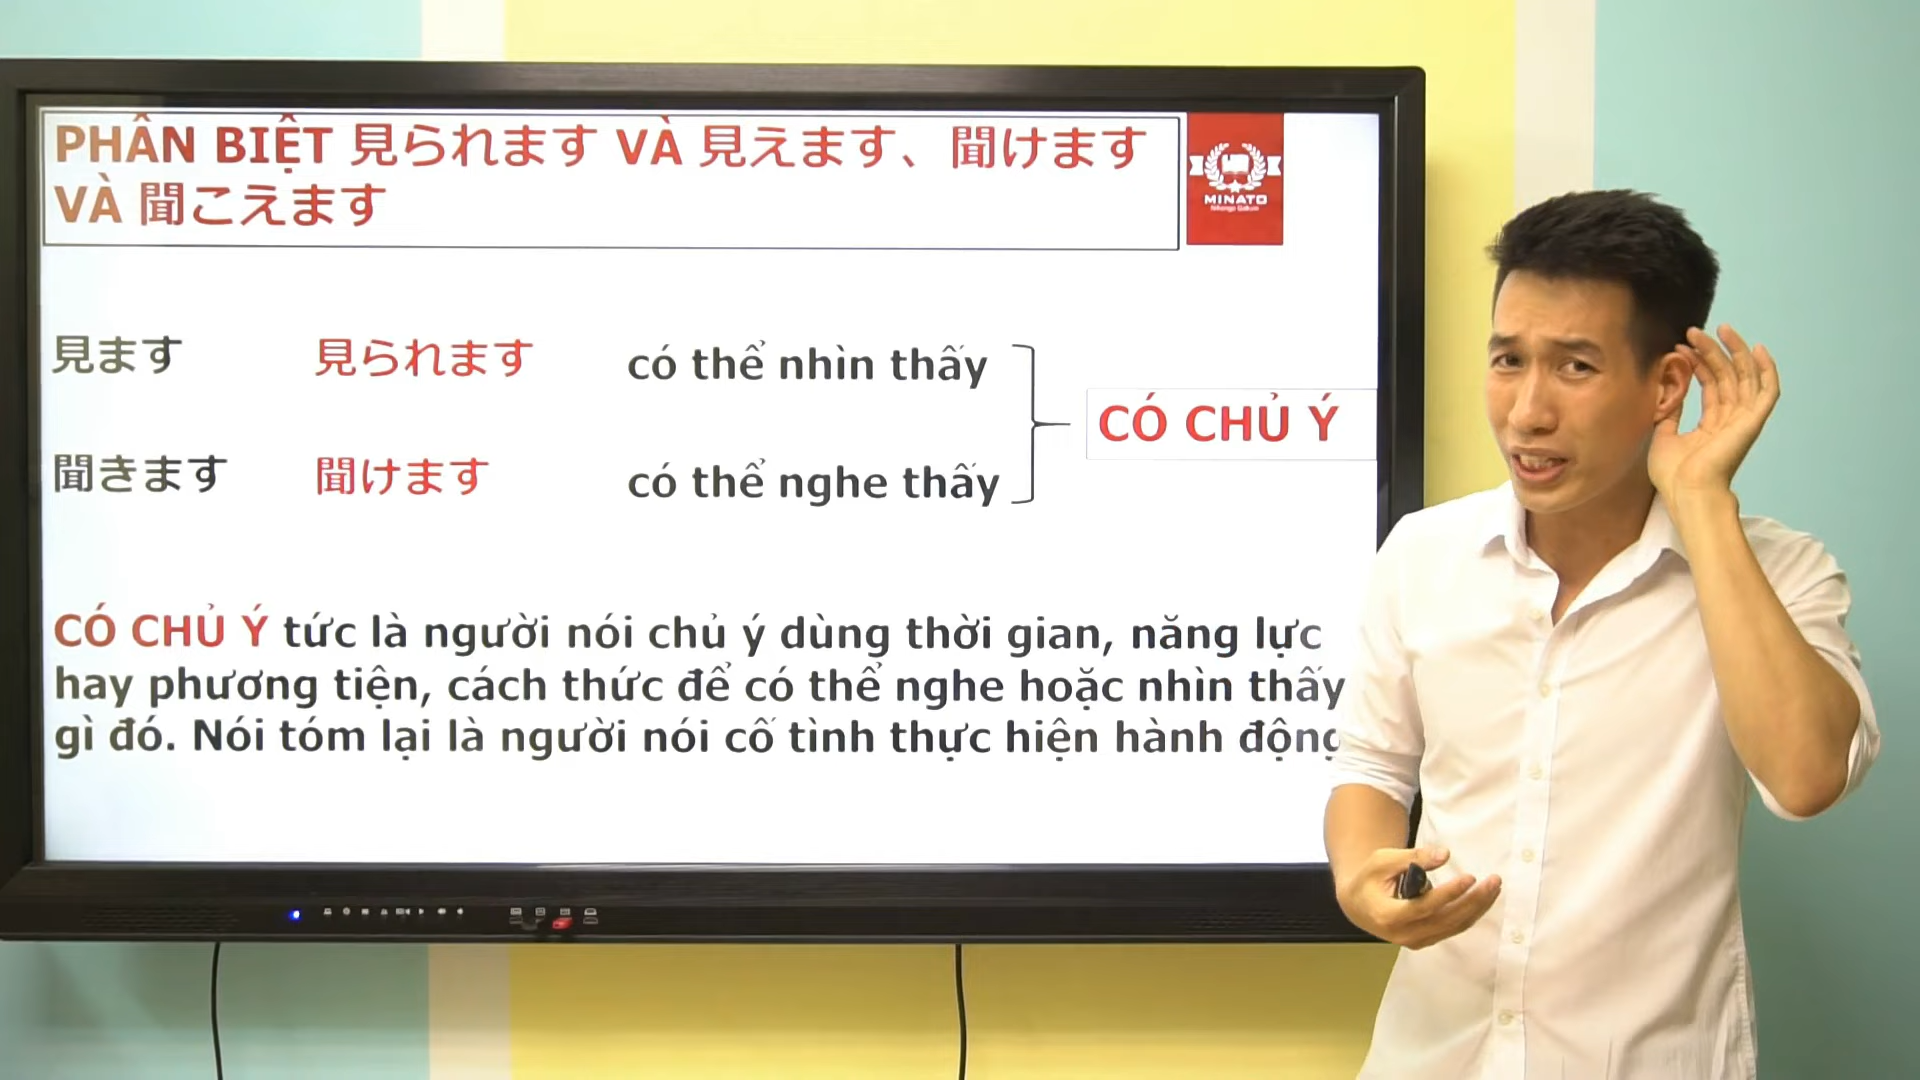 PHÂN BIỆT 見られます VÀ 見えます、聞けます
VÀ 聞こえます
MINATO
見ます 見られます có thể nhìn thấy
CÓ CHỦ Ý
聞きます 聞けます có thể nghe thấy
CÓ CHỦ Ý tức là người nói chủ ý dùng thời gian, năng lực
hay phương tiện, cách thức để có thể nghe hoặc nhìn thấy
gì đó. Nói tóm lại là người nói cố tình thực hiện hành động